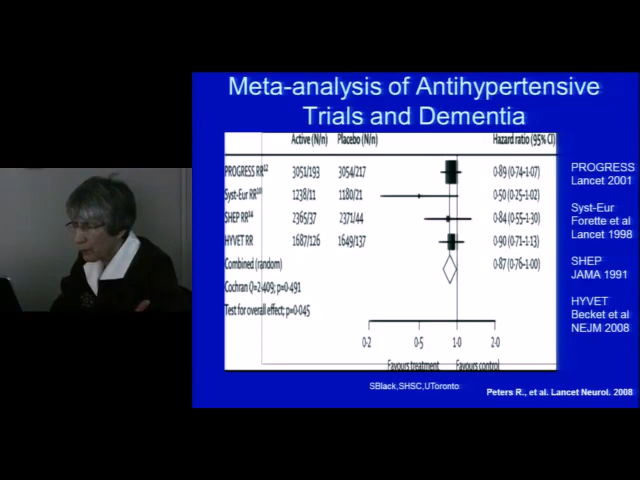 Meta-analysis of Antihypertensive
Trials and Dementia
Active (N/n) Placebo (N/n) Hazard ratio (95% CI)
PROGRESS RR¹² 3051/193 3054/217 0·89 (0·74–1·07)
Syst-Eur RR 1238/11 1180/21 0·50 (0·25–1·02)
SHEP RR¹⁴ 2365/37 2371/44 0·84 (0·55–1·30)
HYVET RR 1687/126 1649/137 0·90 (0·71–1·13)
Combined (random) 0·87 (0·76–1·00)
Cochran Q=2·409; p=0·491
Test for overall effect; p=0·045
0·2 0·5 1·0 2·0
Favours treatment Favours control
PROGRESS
Lancet 2001
Syst-Eur
Forette et al
Lancet 1998
SHEP
JAMA 1991
HYVET
Becket et al
NEJM 2008
SBlack,SHSC,UToronto
Peters R., et al. Lancet Neurol. 2008